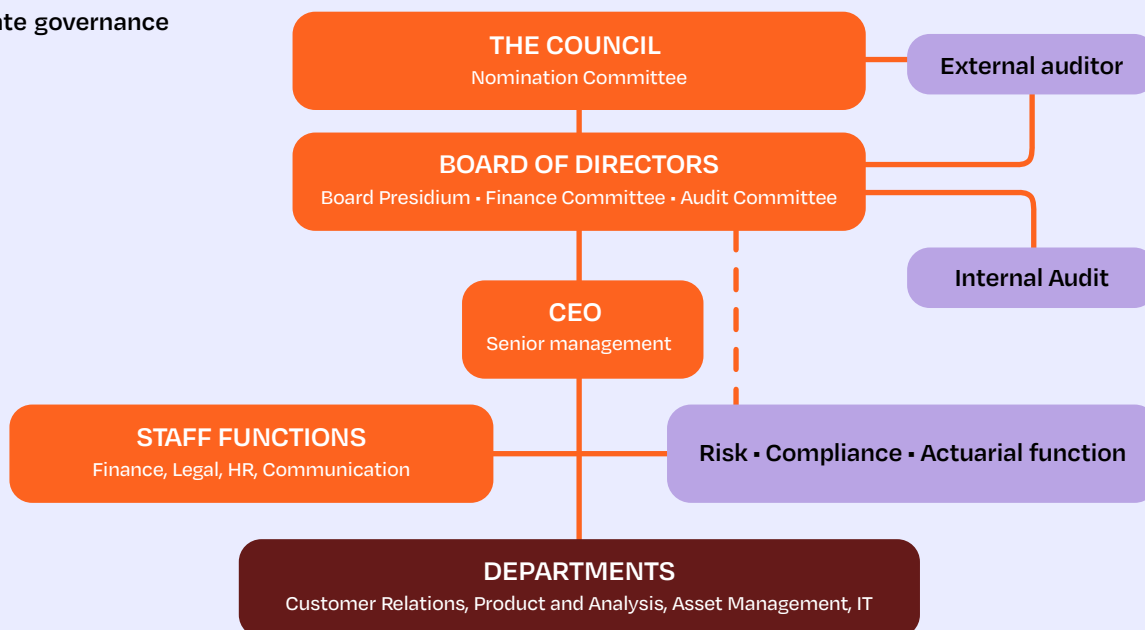 governance
THE COUNCIL
Nomination Committee
External auditor
BOARD OF DIRECTORS
Board Presidium • Finance Committee • Audit Committee
Internal Audit
CEO
Senior management
STAFF FUNCTIONS
Finance, Legal, HR, Communication
Risk • Compliance • Actuarial function
DEPARTMENTS
Customer Relations, Product and Analysis, Asset Management, IT